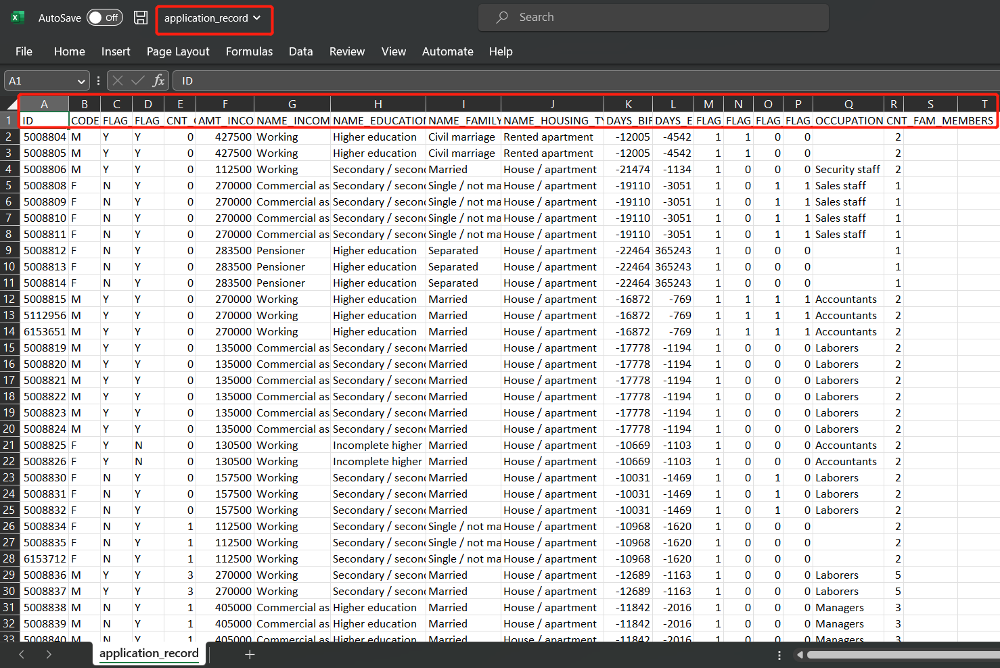 AutoSave Off application_record Search
File Home Insert Page Layout Formulas Data Review View Automate Help
A1 fx ID
A B C D E F G H I J K L M N O P Q R S T
1 ID CODE FLAG_ FLAG_ CNT_ AMT_INCO NAME_INCOM NAME_EDUCATION NAME_FAMILY NAME_HOUSING_TY DAYS_BIF DAYS_E FLAG_ FLAG_ FLAG_ FLAG_ OCCUPATION CNT_FAM_MEMBERS
2 5008804 M Y Y 0 427500 Working Higher education Civil marriage Rented apartment -12005 -4542 1 1 0 0 2
3 5008805 M Y Y 0 427500 Working Higher education Civil marriage Rented apartment -12005 -4542 1 1 0 0 2
4 5008806 M Y Y 0 112500 Working Secondary / second Married House / apartment -21474 -1134 1 0 0 0 Security staff 2
5 5008808 F N Y 0 270000 Commercial as Secondary / second Single / not ma House / apartment -19110 -3051 1 0 1 1 Sales staff 1
6 5008809 F N Y 0 270000 Commercial as Secondary / second Single / not ma House / apartment -19110 -3051 1 0 1 1 Sales staff 1
7 5008810 F N Y 0 270000 Commercial as Secondary / second Single / not ma House / apartment -19110 -3051 1 0 1 1 Sales staff 1
8 5008811 F N Y 0 270000 Commercial as Secondary / second Single / not ma House / apartment -19110 -3051 1 0 1 1 Sales staff 1
9 5008812 F N Y 0 283500 Pensioner Higher education Separated House / apartment -22464 365243 1 0 0 0 1
10 5008813 F N Y 0 283500 Pensioner Higher education Separated House / apartment -22464 365243 1 0 0 0 1
11 5008814 F N Y 0 283500 Pensioner Higher education Separated House / apartment -22464 365243 1 0 0 0 1
12 5008815 M Y Y 0 270000 Working Higher education Married House / apartment -16872 -769 1 1 1 1 Accountants 2
13 5112956 M Y Y 0 270000 Working Higher education Married House / apartment -16872 -769 1 1 1 1 Accountants 2
14 6153651 M Y Y 0 270000 Working Higher education Married House / apartment -16872 -769 1 1 1 1 Accountants 2
15 5008819 M Y Y 0 135000 Commercial as Secondary / second Married House / apartment -17778 -1194 1 0 0 0 Laborers 2
16 5008820 M Y Y 0 135000 Commercial as Secondary / second Married House / apartment -17778 -1194 1 0 0 0 Laborers 2
17 5008821 M Y Y 0 135000 Commercial as Secondary / second Married House / apartment -17778 -1194 1 0 0 0 Laborers 2
18 5008822 M Y Y 0 135000 Commercial as Secondary / second Married House / apartment -17778 -1194 1 0 0 0 Laborers 2
19 5008823 M Y Y 0 135000 Commercial as Secondary / second Married House / apartment -17778 -1194 1 0 0 0 Laborers 2
20 5008824 M Y Y 0 135000 Commercial as Secondary / second Married House / apartment -17778 -1194 1 0 0 0 Laborers 2
21 5008825 F Y N 0 130500 Working Incomplete higher Married House / apartment -10669 -1103 1 0 0 0 Accountants 2
22 5008826 F Y N 0 130500 Working Incomplete higher Married House / apartment -10669 -1103 1 0 0 0 Accountants 2
23 5008830 F N Y 0 157500 Working Secondary / second Married House / apartment -10031 -1469 1 0 1 0 Laborers 2
24 5008831 F N Y 0 157500 Working Secondary / second Married House / apartment -10031 -1469 1 0 1 0 Laborers 2
25 5008832 F N Y 0 157500 Working Secondary / second Married House / apartment -10031 -1469 1 0 1 0 Laborers 2
26 5008834 F N Y 1 112500 Working Secondary / second Single / not ma House / apartment -10968 -1620 1 0 0 0 2
27 5008835 F N Y 1 112500 Working Secondary / second Single / not ma House / apartment -10968 -1620 1 0 0 0 2
28 6153712 F N Y 1 112500 Working Secondary / second Single / not ma House / apartment -10968 -1620 1 0 0 0 2
29 5008836 M Y Y 3 270000 Working Secondary / second Married House / apartment -12689 -1163 1 0 0 0 Laborers 5
30 5008837 M Y Y 3 270000 Working Secondary / second Married House / apartment -12689 -1163 1 0 0 0 Laborers 5
31 5008838 M N Y 1 405000 Commercial as Higher education Married House / apartment -11842 -2016 1 0 0 0 Managers 3
32 5008839 M N Y 1 405000 Commercial as Higher education Married House / apartment -11842 -2016 1 0 0 0 Managers 3
33 5008840 M N Y 1 405000 Commercial as Higher education Married House / apartment -11842 -2016 1 0 0 0 Managers 3
application_record